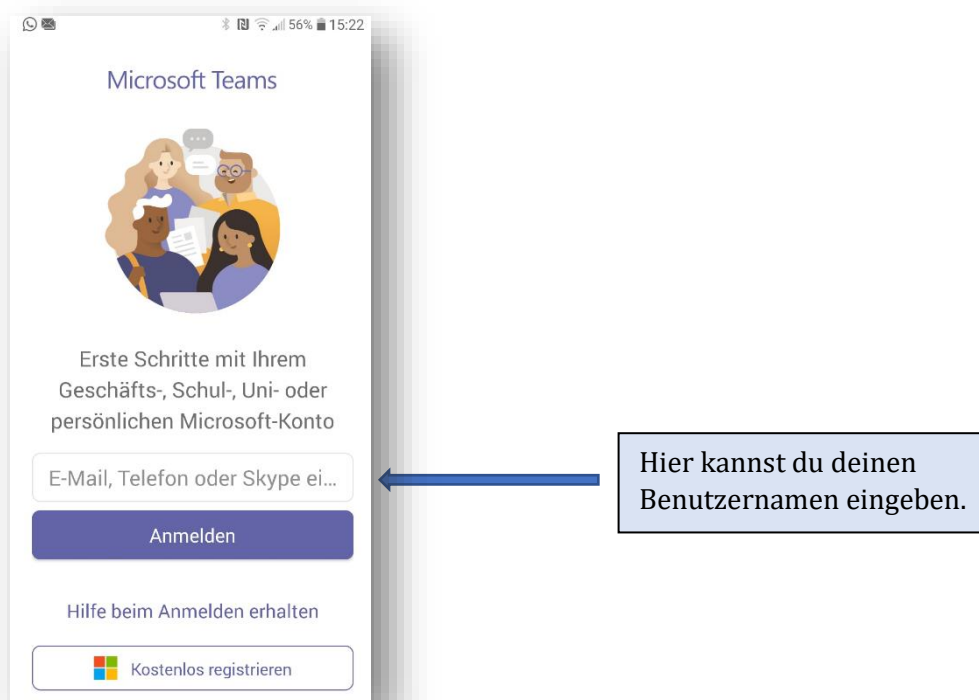 56% 15:22
Microsoft Teams
Erste Schritte mit Ihrem
Geschäfts-, Schul-, Uni- oder
persönlichen Microsoft-Konto
E-Mail, Telefon oder Skype ei...
Anmelden
Hilfe beim Anmelden erhalten
Kostenlos registrieren
Hier kannst du deinen
Benutzernamen eingeben.